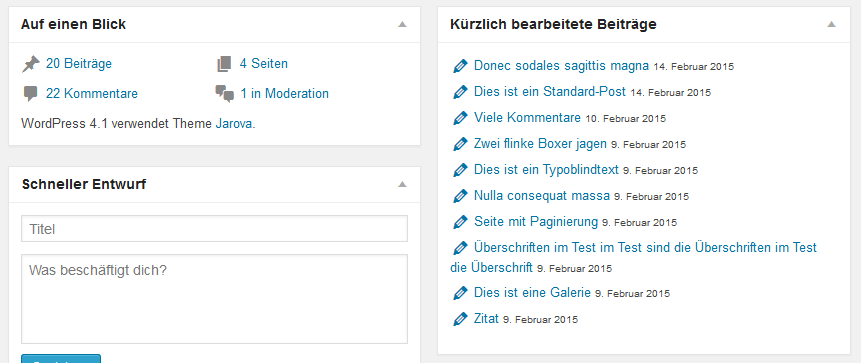 Auf einen Blick
20 Beiträge
4 Seiten
22 Kommentare
1 in Moderation
WordPress 4.1 verwendet Theme Jarova.
Schneller Entwurf
Titel
Was beschäftigt dich?
Kürzlich bearbeitete Beiträge
Donec sodales sagittis magna 14. Februar 2015
Dies ist ein Standard-Post 14. Februar 2015
Viele Kommentare 10. Februar 2015
Zwei flinke Boxer jagen 9. Februar 2015
Dies ist ein Typoblindtext 9. Februar 2015
Nulla consequat massa 9. Februar 2015
Seite mit Paginierung 9. Februar 2015
Überschriften im Test im Test sind die Überschriften im Test
die Überschrift 9. Februar 2015
Dies ist eine Galerie 9. Februar 2015
Zitat 9. Februar 2015